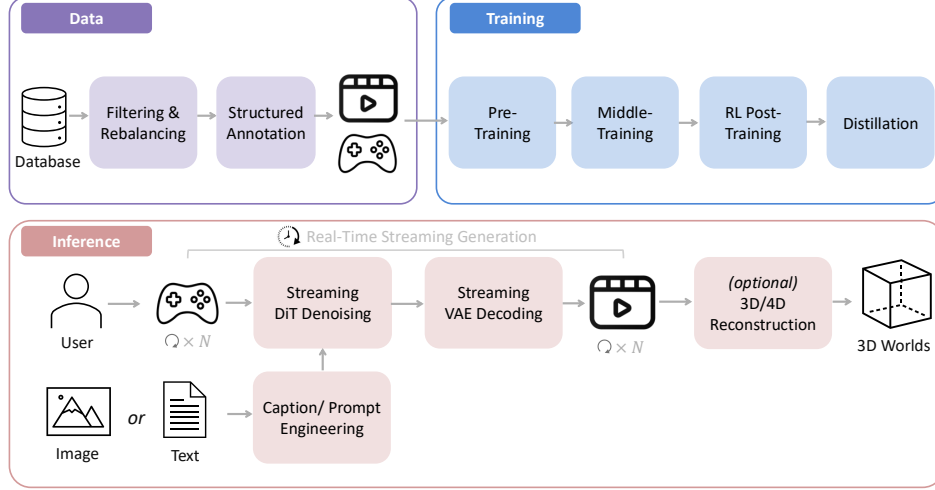 Data
Training
Filtering &
Rebalancing
Structured
Annotation
Database
Pre-
Training
Middle-
Training
RL Post-
Training
Distillation
Inference
Real-Time Streaming Generation
User
× N
Streaming
DiT Denoising
Streaming
VAE Decoding
× N
(optional)
3D/4D
Reconstruction
3D Worlds
Image
or
Text
Caption/ Prompt
Engineering